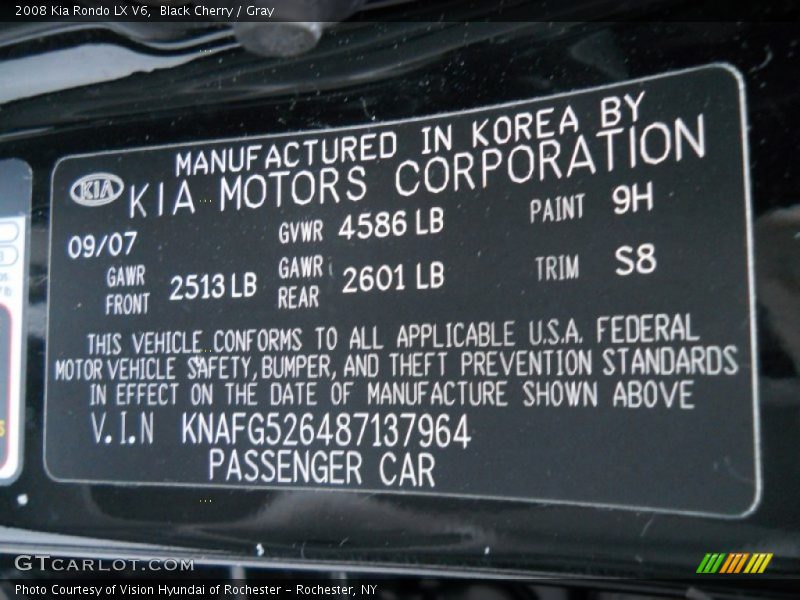 2008 Kia Rondo LX V6, Black Cherry / Gray
MANUFACTURED IN KOREA BY
KIA KIA MOTORS CORPORATION
09/07 GVWR 4586 LB PAINT 9H
GAWR FRONT 2513 LB GAWR REAR 2601 LB TRIM S8
THIS VEHICLE CONFORMS TO ALL APPLICABLE U.S.A. FEDERAL
MOTOR VEHICLE SAFETY, BUMPER, AND THEFT PREVENTION STANDARDS
IN EFFECT ON THE DATE OF MANUFACTURE SHOWN ABOVE
V.I.N KNAFG526487137964
PASSENGER CAR
GTCARLOT.COM
Photo Courtesy of Vision Hyundai of Rochester – Rochester, NY